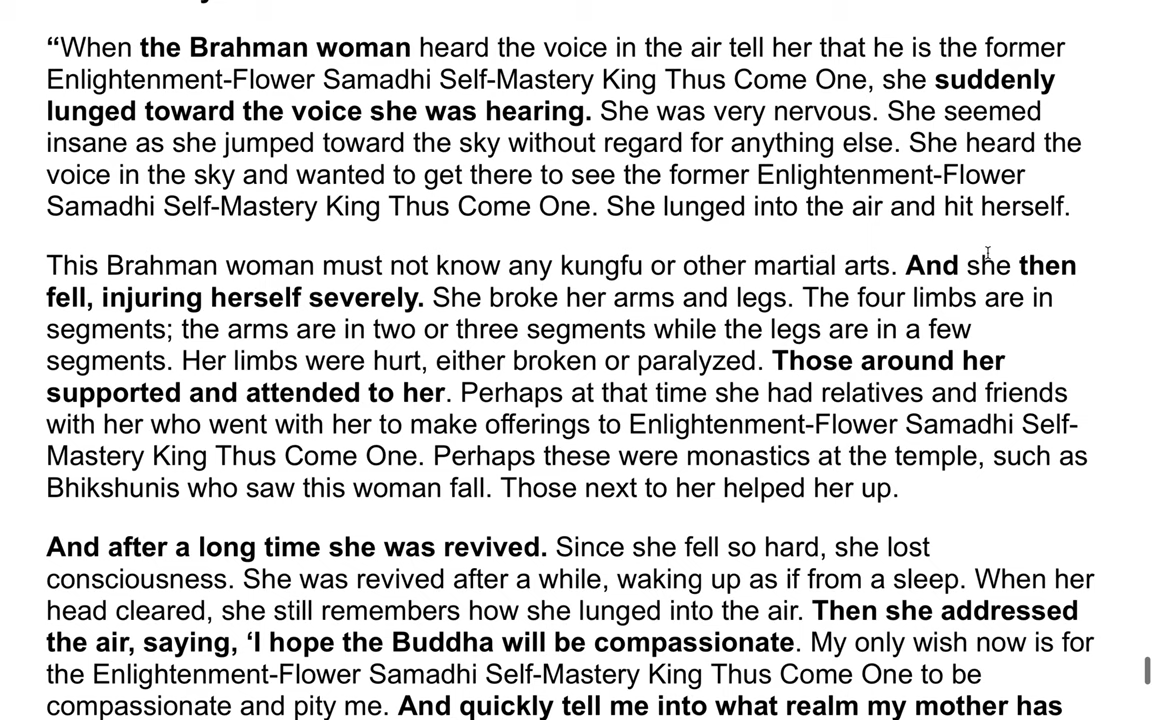 “When the Brahman woman heard the voice in the air tell her that he is the former
Enlightenment-Flower Samadhi Self-Mastery King Thus Come One, she suddenly
lunged toward the voice she was hearing. She was very nervous. She seemed
insane as she jumped toward the sky without regard for anything else. She heard the
voice in the sky and wanted to get there to see the former Enlightenment-Flower
Samadhi Self-Mastery King Thus Come One. She lunged into the air and hit herself.
This Brahman woman must not know any kungfu or other martial arts. And she then
fell, injuring herself severely. She broke her arms and legs. The four limbs are in
segments; the arms are in two or three segments while the legs are in a few
segments. Her limbs were hurt, either broken or paralyzed. Those around her
supported and attended to her. Perhaps at that time she had relatives and friends
with her who went with her to make offerings to Enlightenment-Flower Samadhi Self-
Mastery King Thus Come One. Perhaps these were monastics at the temple, such as
Bhikshunis who saw this woman fall. Those next to her helped her up.
And after a long time she was revived. Since she fell so hard, she lost
consciousness. She was revived after a while, waking up as if from a sleep. When her
head cleared, she still remembers how she lunged into the air. Then she addressed
the air, saying, ‘I hope the Buddha will be compassionate. My only wish now is for
the Enlightenment-Flower Samadhi Self-Mastery King Thus Come One to be
compassionate and pity me. And quickly tell me into what realm my mother has